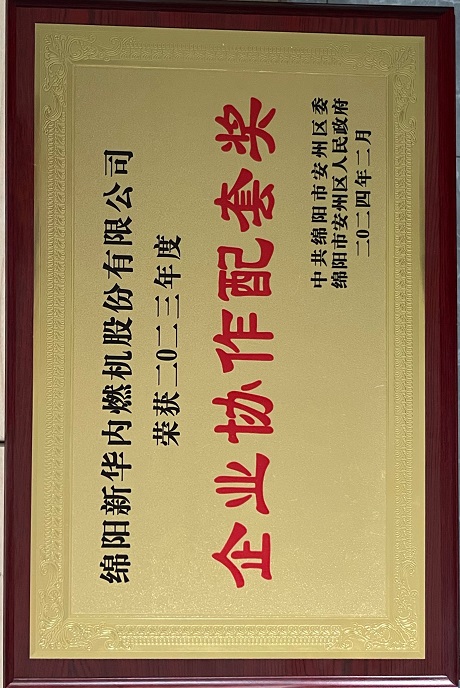 绵阳新华内燃机股份有限公司
荣获二〇二三年度
企业协作配套奖
中共绵阳市安州区委
绵阳市安州区人民政府
二〇二四年二月